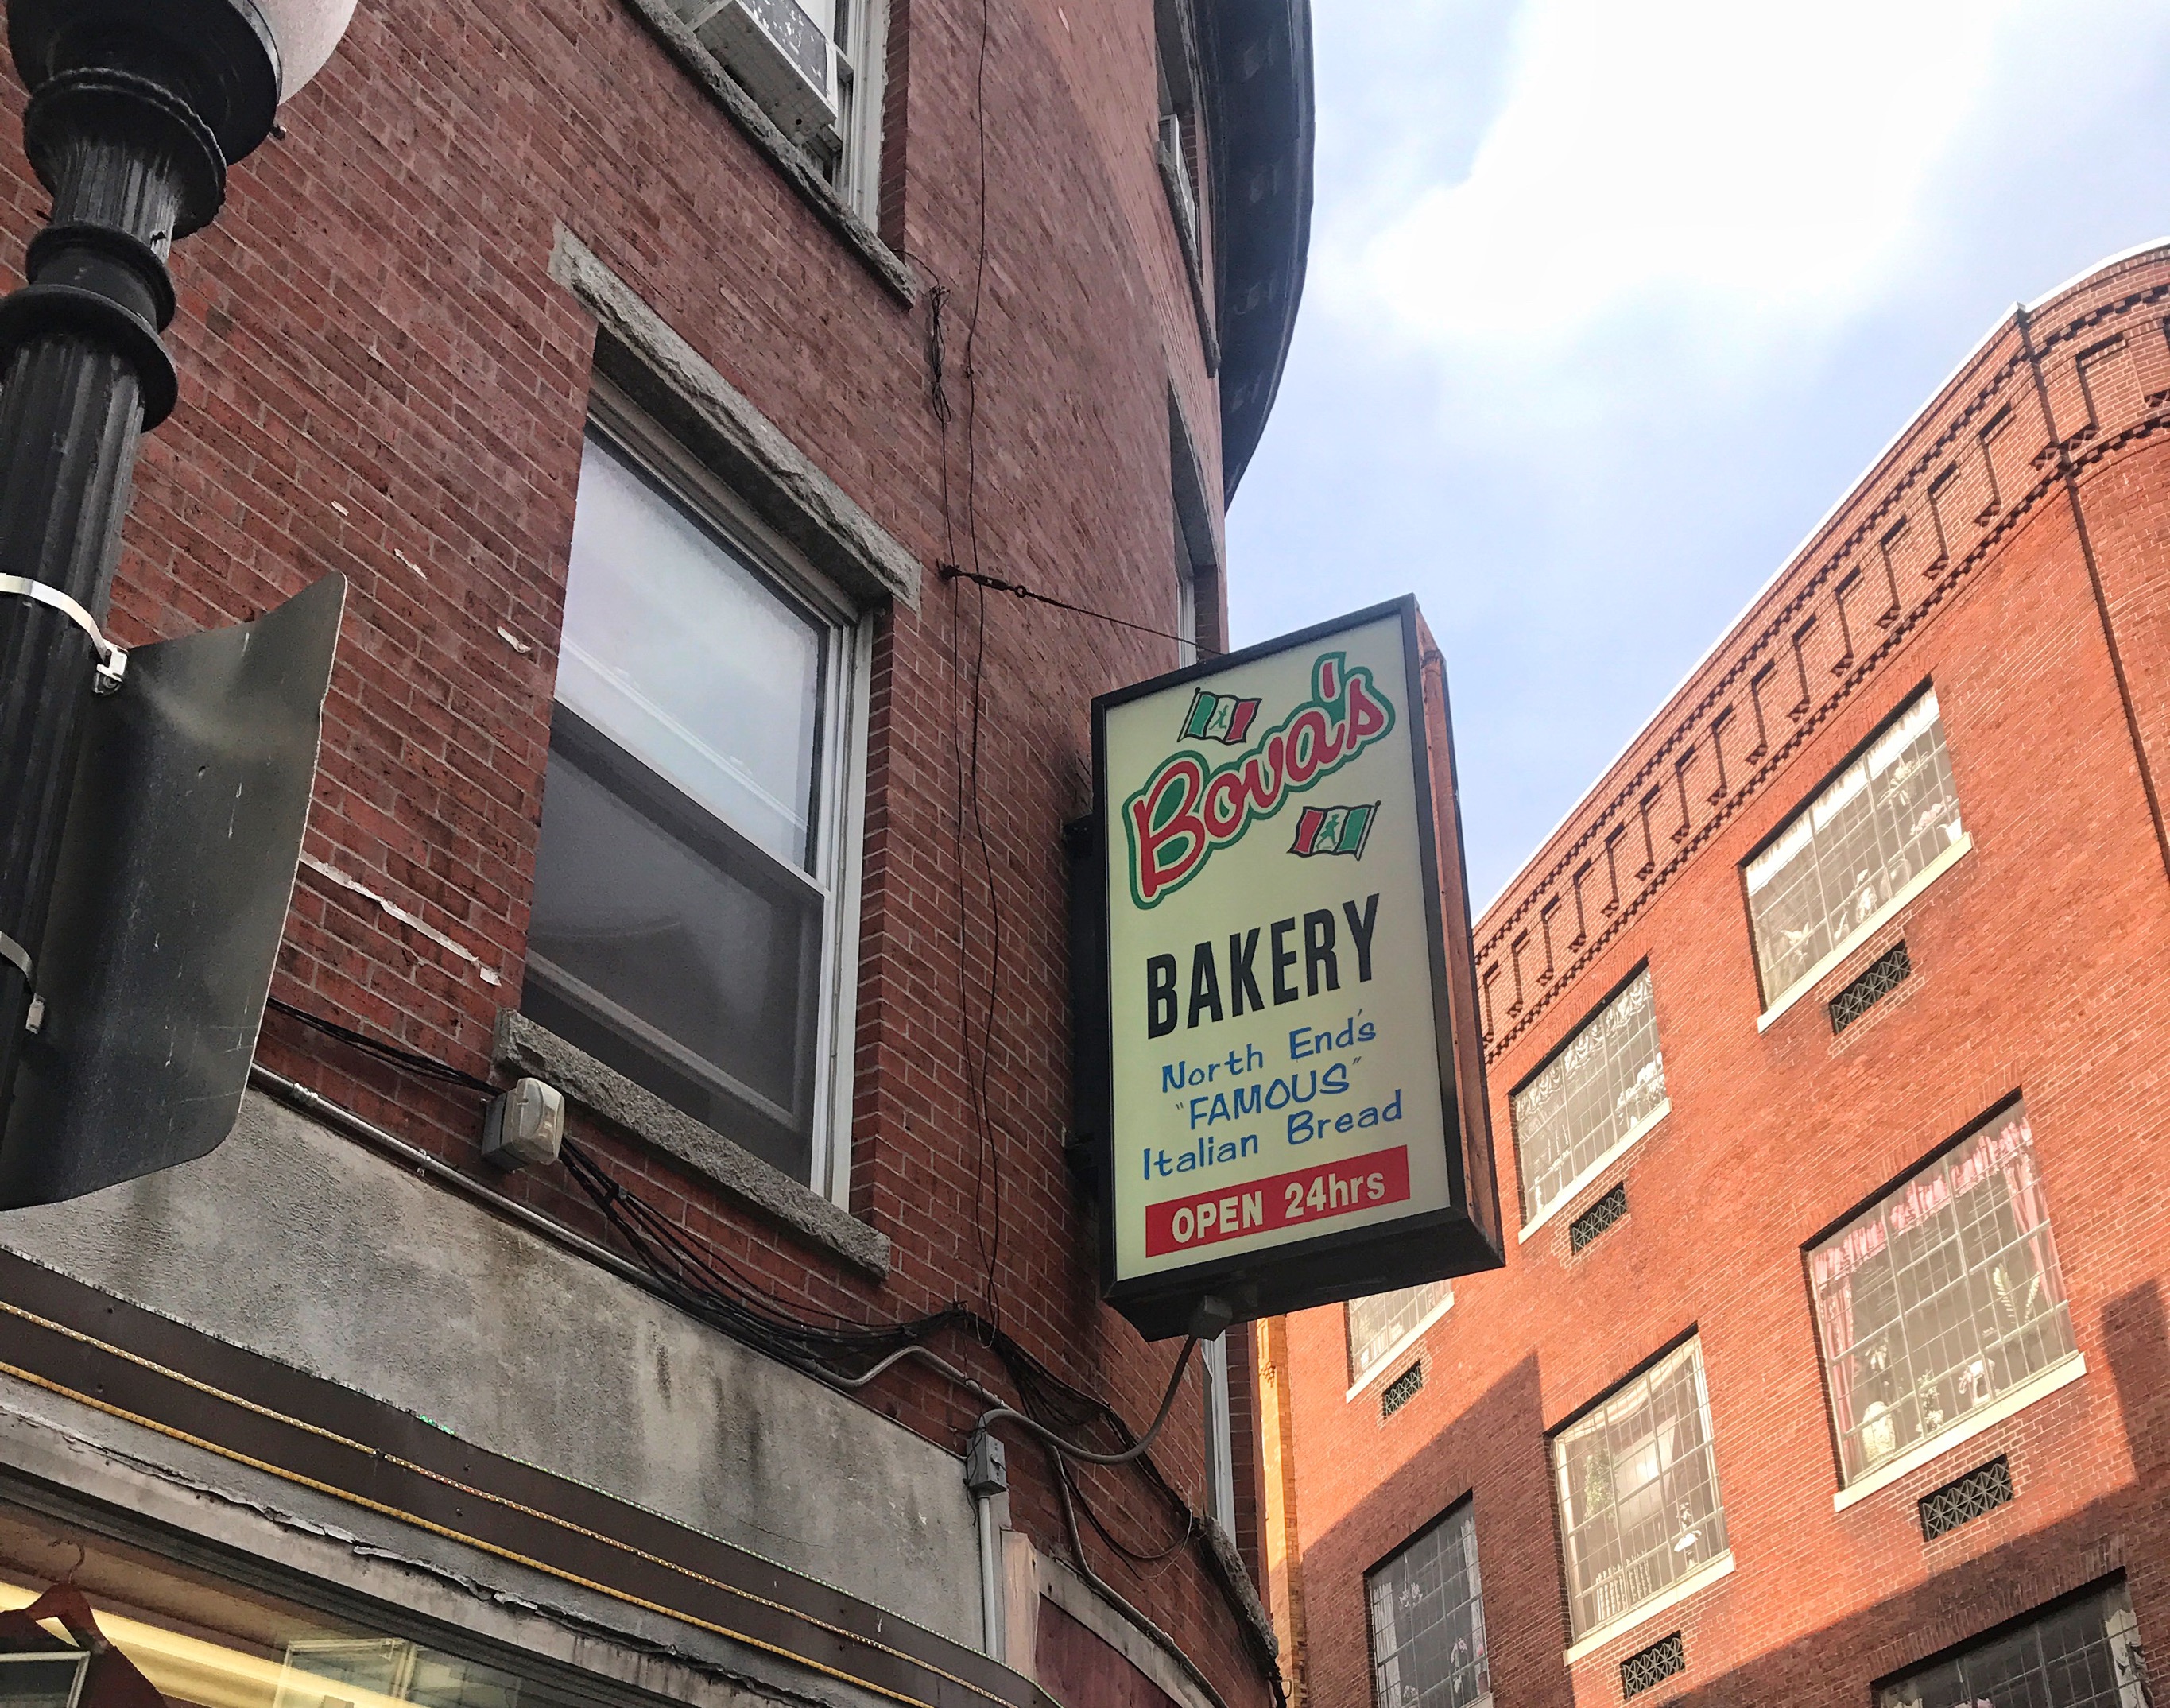 Bova's
BAKERY
North End's
"FAMOUS"
Italian Bread
OPEN 24hrs